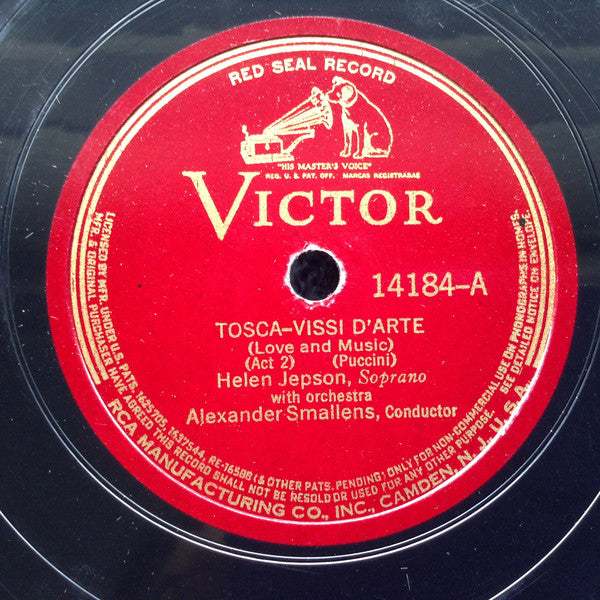 RED SEAL RECORD
"HIS MASTER'S VOICE"
REG. U. S. PAT. OFF. MARCAS REGISTRADAS
VICTOR
14184-A
TOSCA-VISSI D'ARTE
(Love and Music)
(Act 2) (Puccini)
Helen Jepson, Soprano
with orchestra
Alexander Smallens, Conductor
LICENSED BY MFR. UNDER U.S. PATS. 1625705, 1637544, RE-16588 (& OTHER PATS. PENDING) ONLY FOR NON-COMMERCIAL USE ON PHONOGRAPHS IN HOMES.
MFR. & ORIGINAL PURCHASER HAVE AGREED THIS RECORD SHALL NOT BE RESOLD OR USED FOR ANY OTHER PURPOSE. SEE DETAILED NOTICE ON ENVELOPE.
RCA MANUFACTURING CO., INC., CAMDEN, N. J., U. S. A.